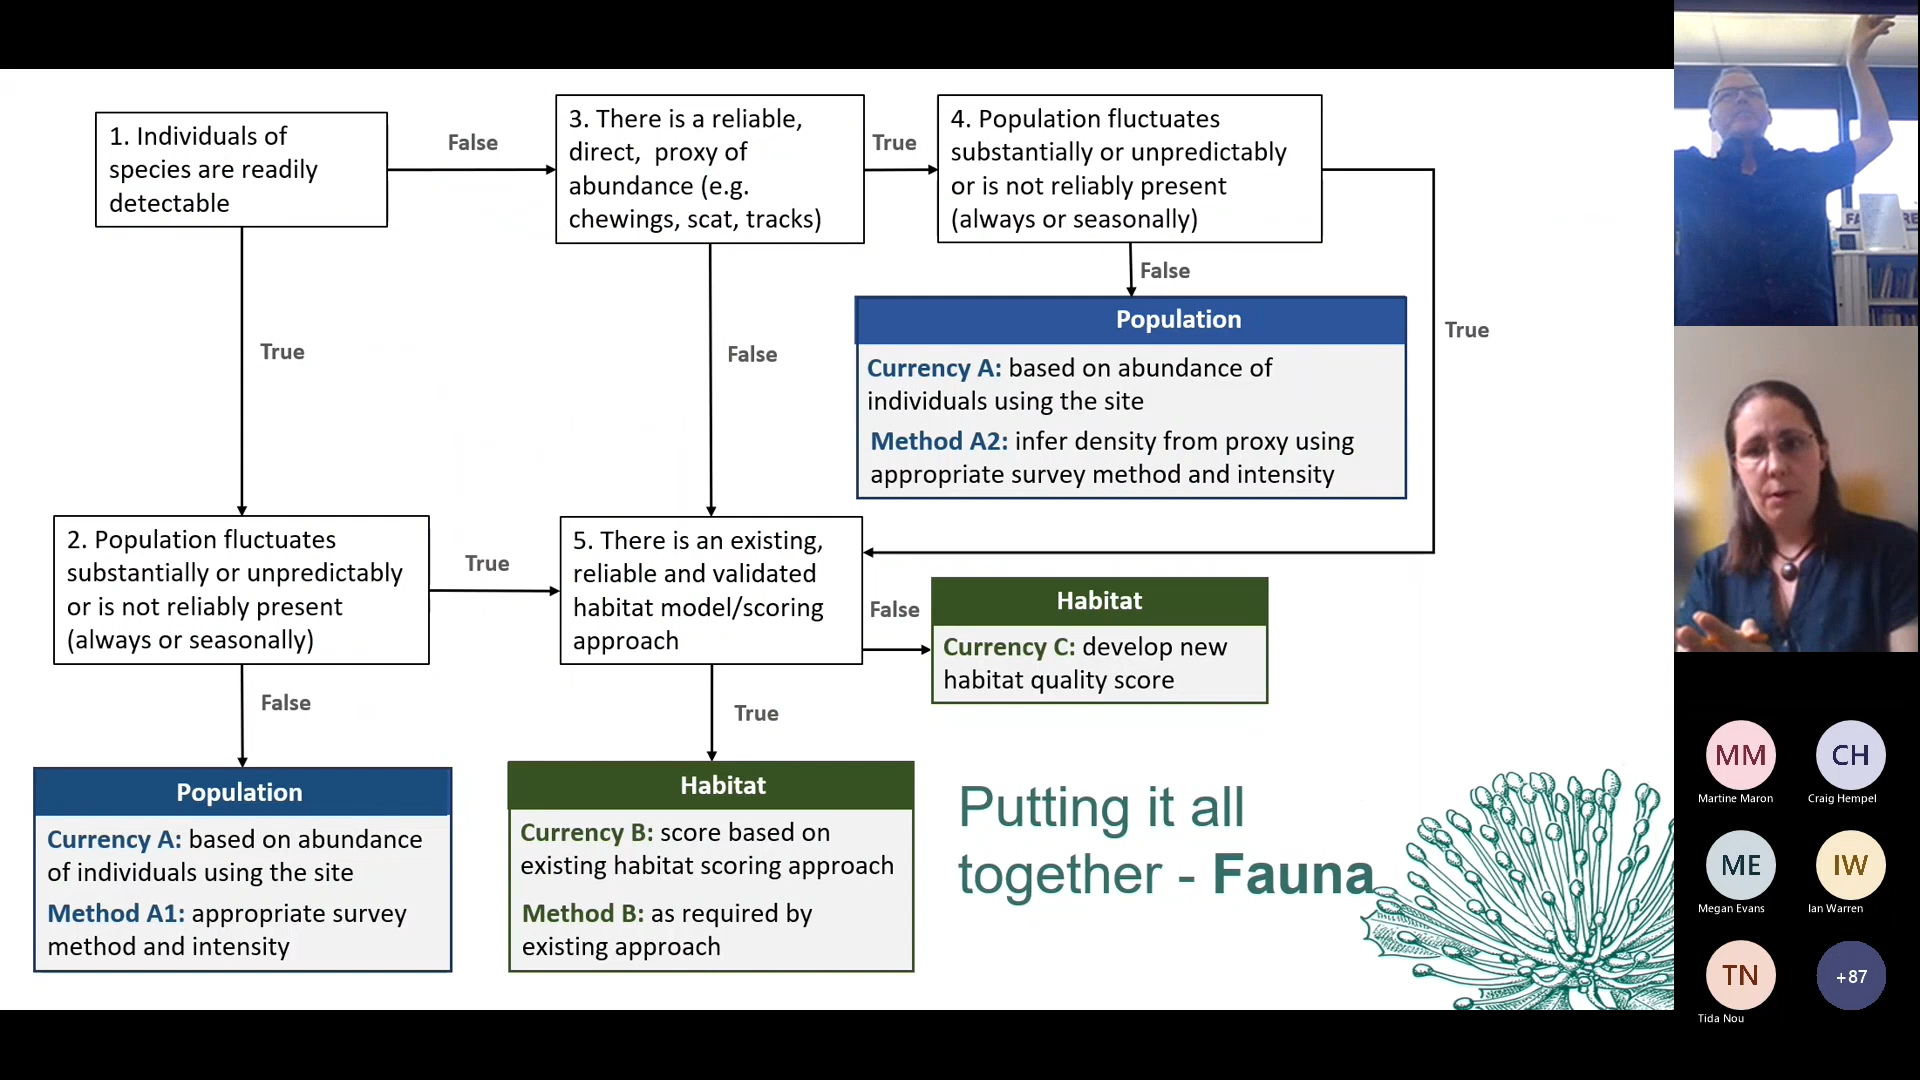 1. Individuals of
species are readily
detectable
False
3. There is a reliable,
direct, proxy of
abundance (e.g.
chewings, scat, tracks)
True
4. Population fluctuates
substantially or unpredictably
or is not reliably present
(always or seasonally)
False
True
True
False
Population
Currency A: based on abundance of
individuals using the site
Method A2: infer density from proxy using
appropriate survey method and intensity
2. Population fluctuates
substantially or unpredictably
or is not reliably present
(always or seasonally)
True
5. There is an existing,
reliable and validated
habitat model/scoring
approach
False
Habitat
Currency C: develop new
habitat quality score
False
True
Population
Currency A: based on abundance
of individuals using the site
Method A1: appropriate survey
method and intensity
Habitat
Currency B: score based on
existing habitat scoring approach
Method B: as required by
existing approach
Putting it all
together - Fauna
MM
Martine Maron
CH
Craig Hempel
ME
Megan Evans
IW
Ian Warren
TN
Tida Nou
+87